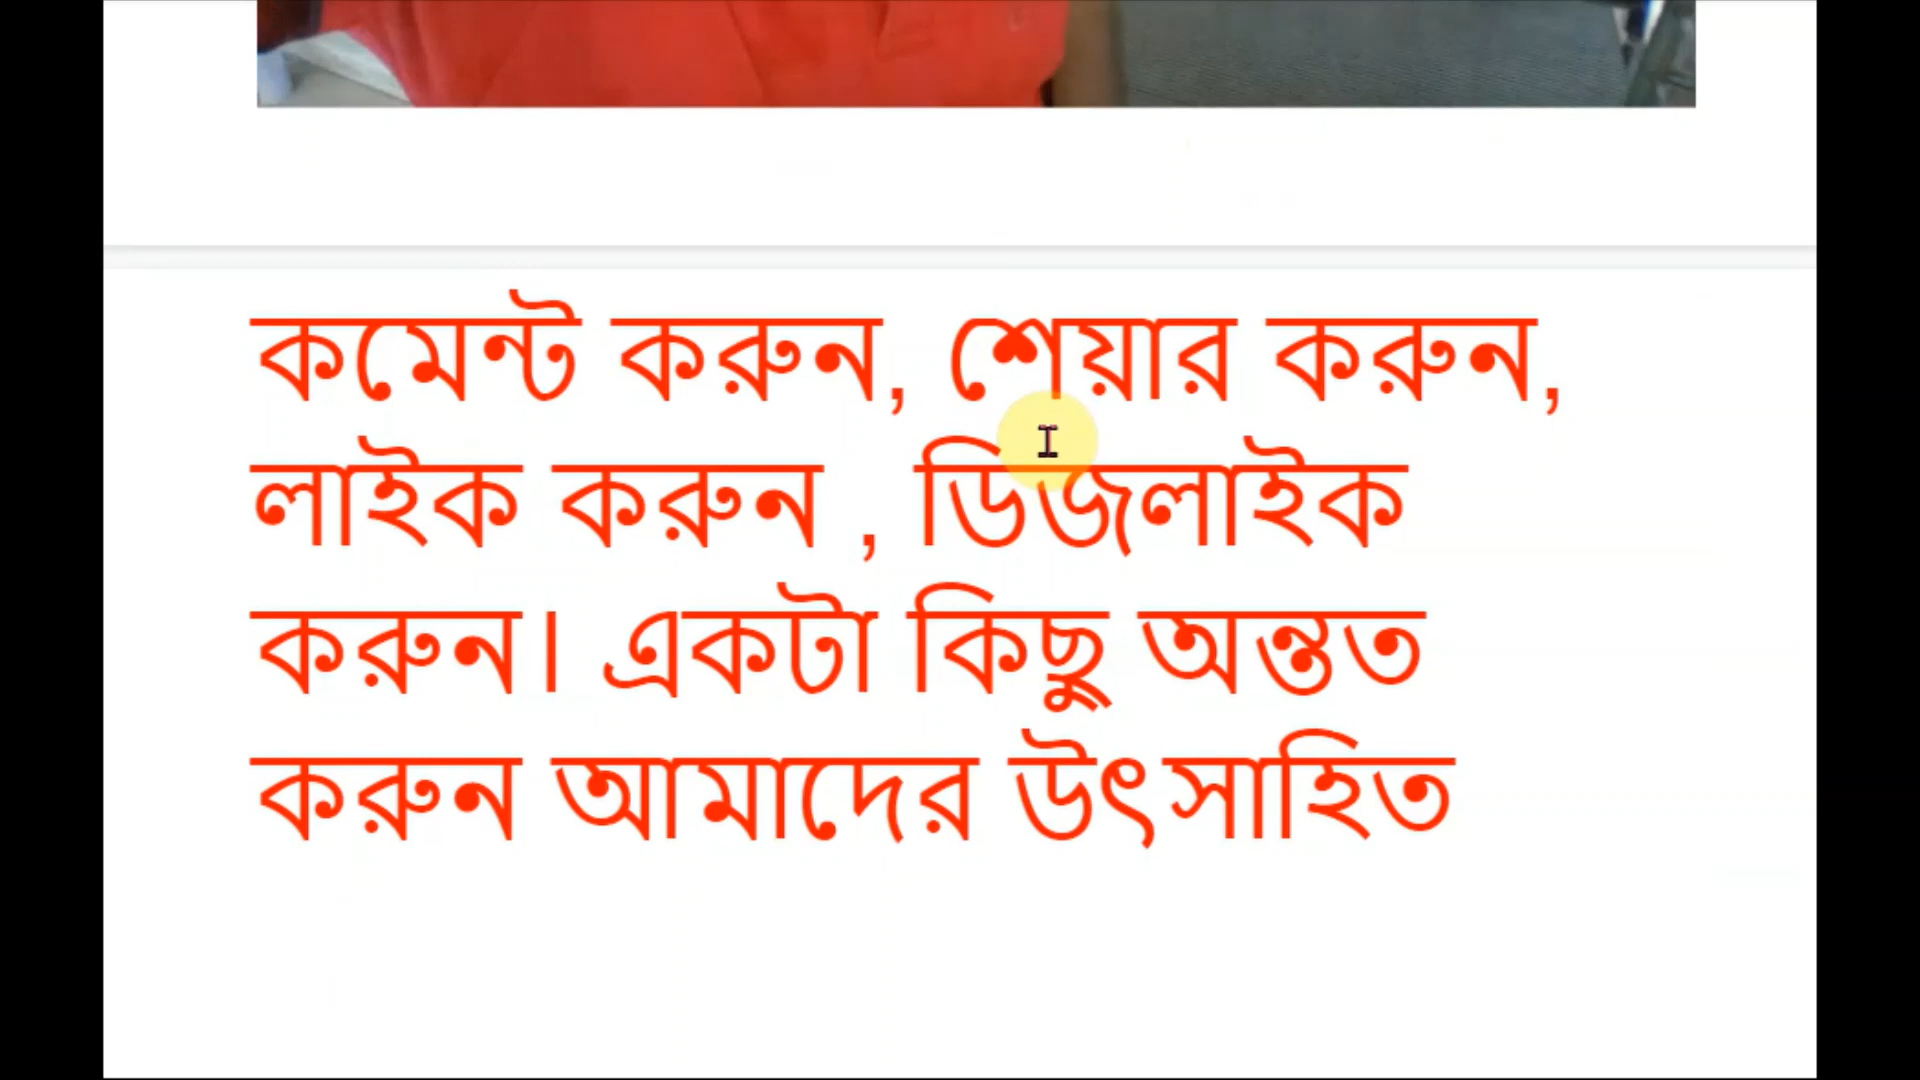 কমেন্ট করুন, শেয়ার করুন,
লাইক করুন , ডিজলাইক
করুন। একটা কিছু অন্তত
করুন আমাদের উৎসাহিত